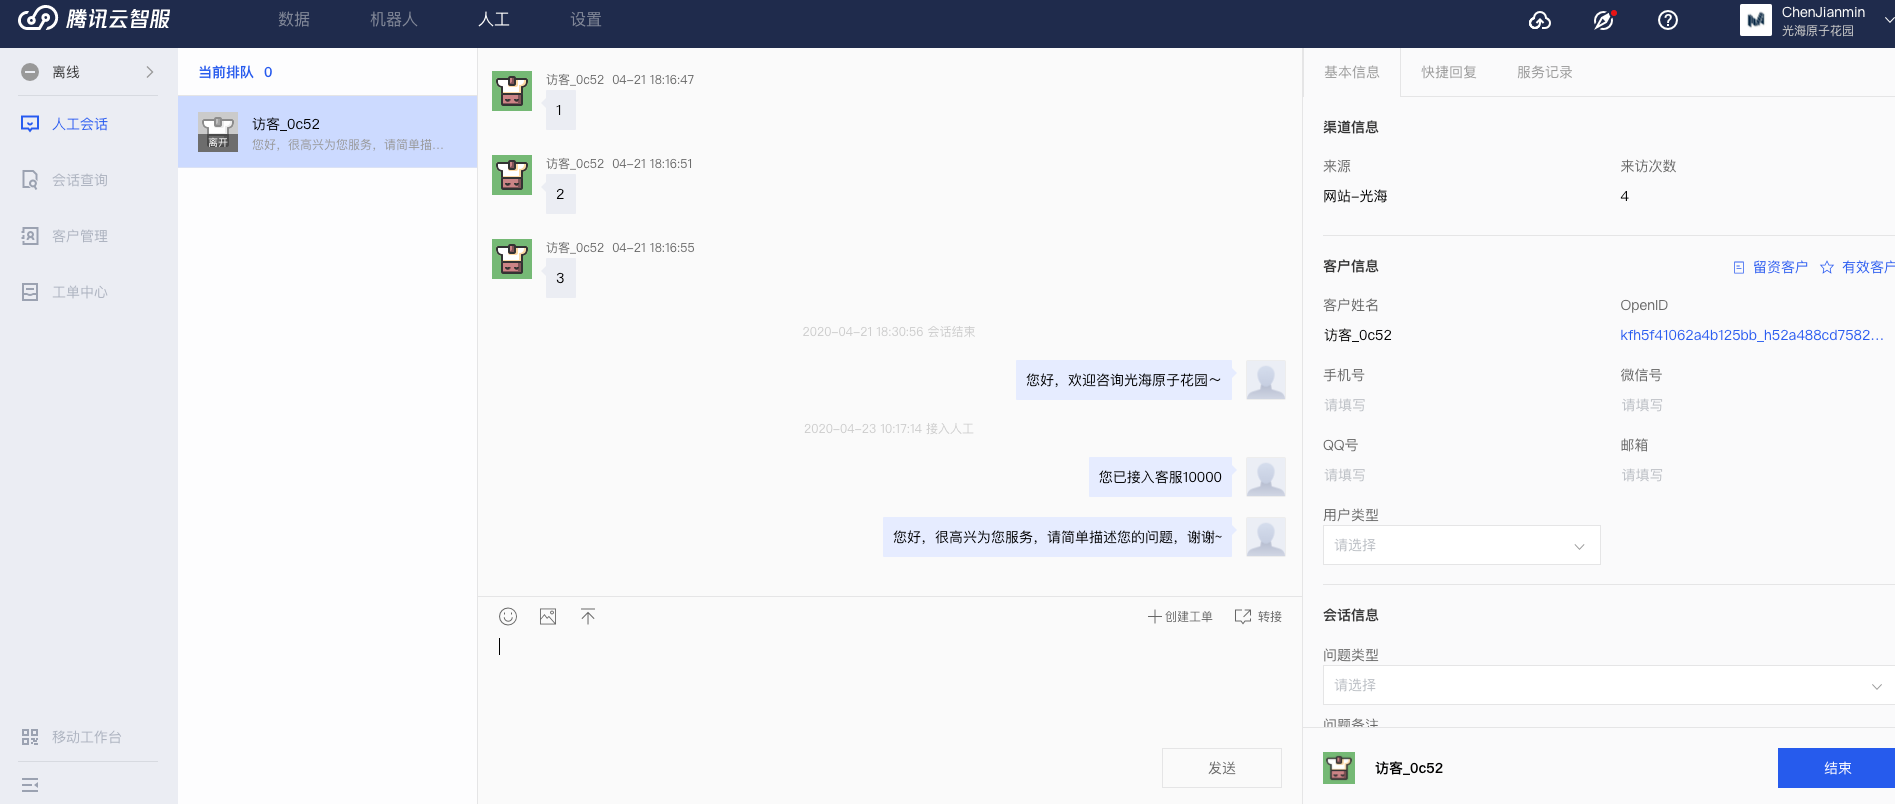 腾讯云智服
数据
机器人
人工
设置
ChenJianmin
光海原子花园
离线
人工会话
会话查询
客户管理
工单中心
移动工作台
当前排队 0
离开
访客_0c52
您好，很高兴为您服务，请简单描...
访客_0c52 04-21 18:16:47
1
访客_0c52 04-21 18:16:51
2
访客_0c52 04-21 18:16:55
3
2020-04-21 18:30:56 会话结束
您好，欢迎咨询光海原子花园～
2020-04-23 10:17:14 接入人工
您已接入客服10000
您好，很高兴为您服务，请简单描述您的问题，谢谢~
创建工单
转接
发送
基本信息
快捷回复
服务记录
渠道信息
来源
来访次数
网站-光海
4
客户信息
留资客户
有效客户
客户姓名
OpenID
访客_0c52
kfh5f41062a4b125bb_h52a488cd7582...
手机号
微信号
请填写
请填写
QQ号
邮箱
请填写
请填写
用户类型
请选择
会话信息
问题类型
请选择
问题备注
访客_0c52
结束